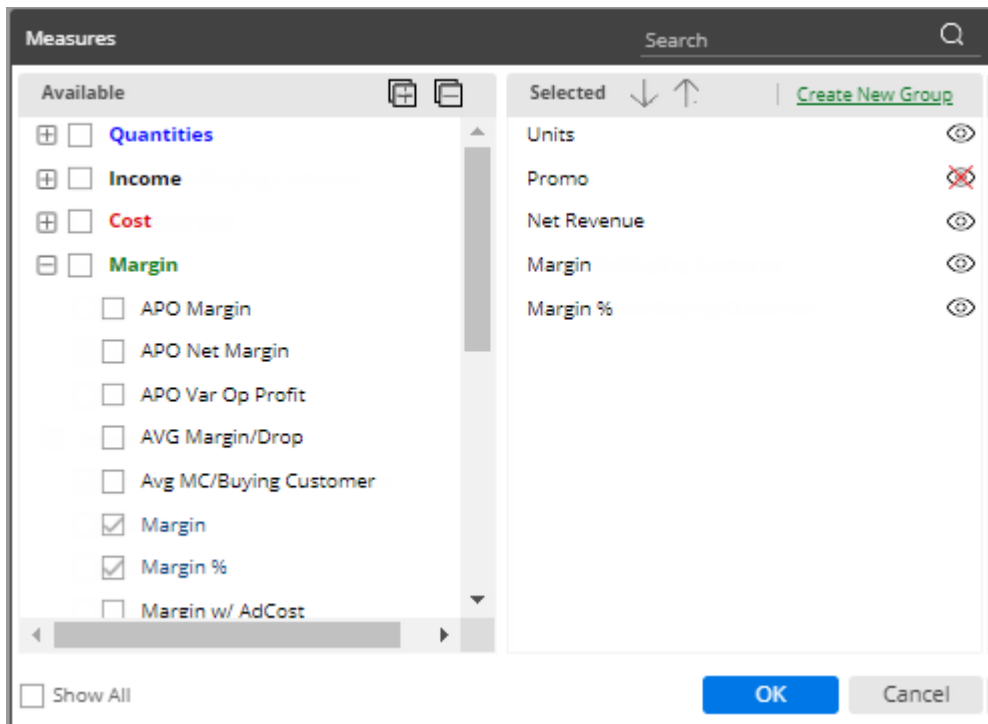 Measures
Search
Available
Selected
Create New Group
Quantities
Income
Cost
Margin
APO Margin
APO Net Margin
APO Var Op Profit
AVG Margin/Drop
Avg MC/Buying Customer
Margin
Margin %
Margin w/ AdCost
Units
Promo
Net Revenue
Margin
Margin %
Show All
OK
Cancel